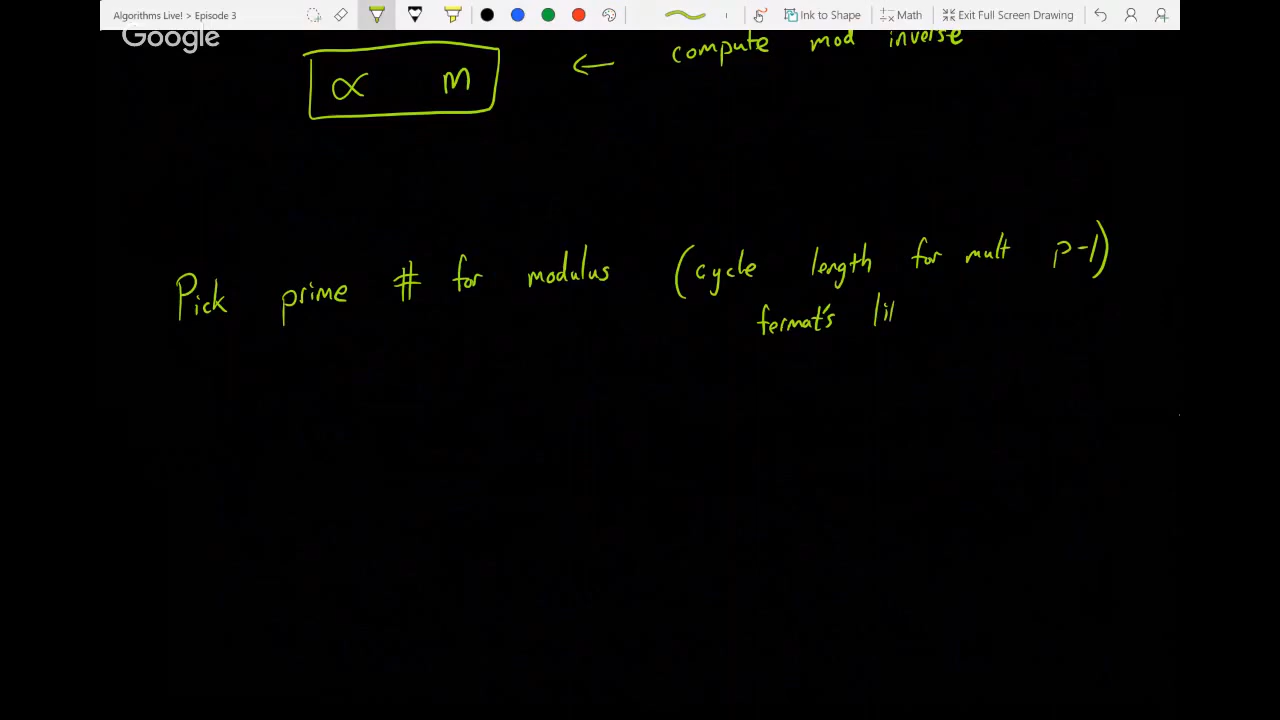 Algorithms Live! > Episode 3
Ink to Shape
Math
Exit Full Screen Drawing
Google
compute mod inverse
∝ m ←
Pick prime # for modulus (cycle length for mult p-1)
fermat's lit